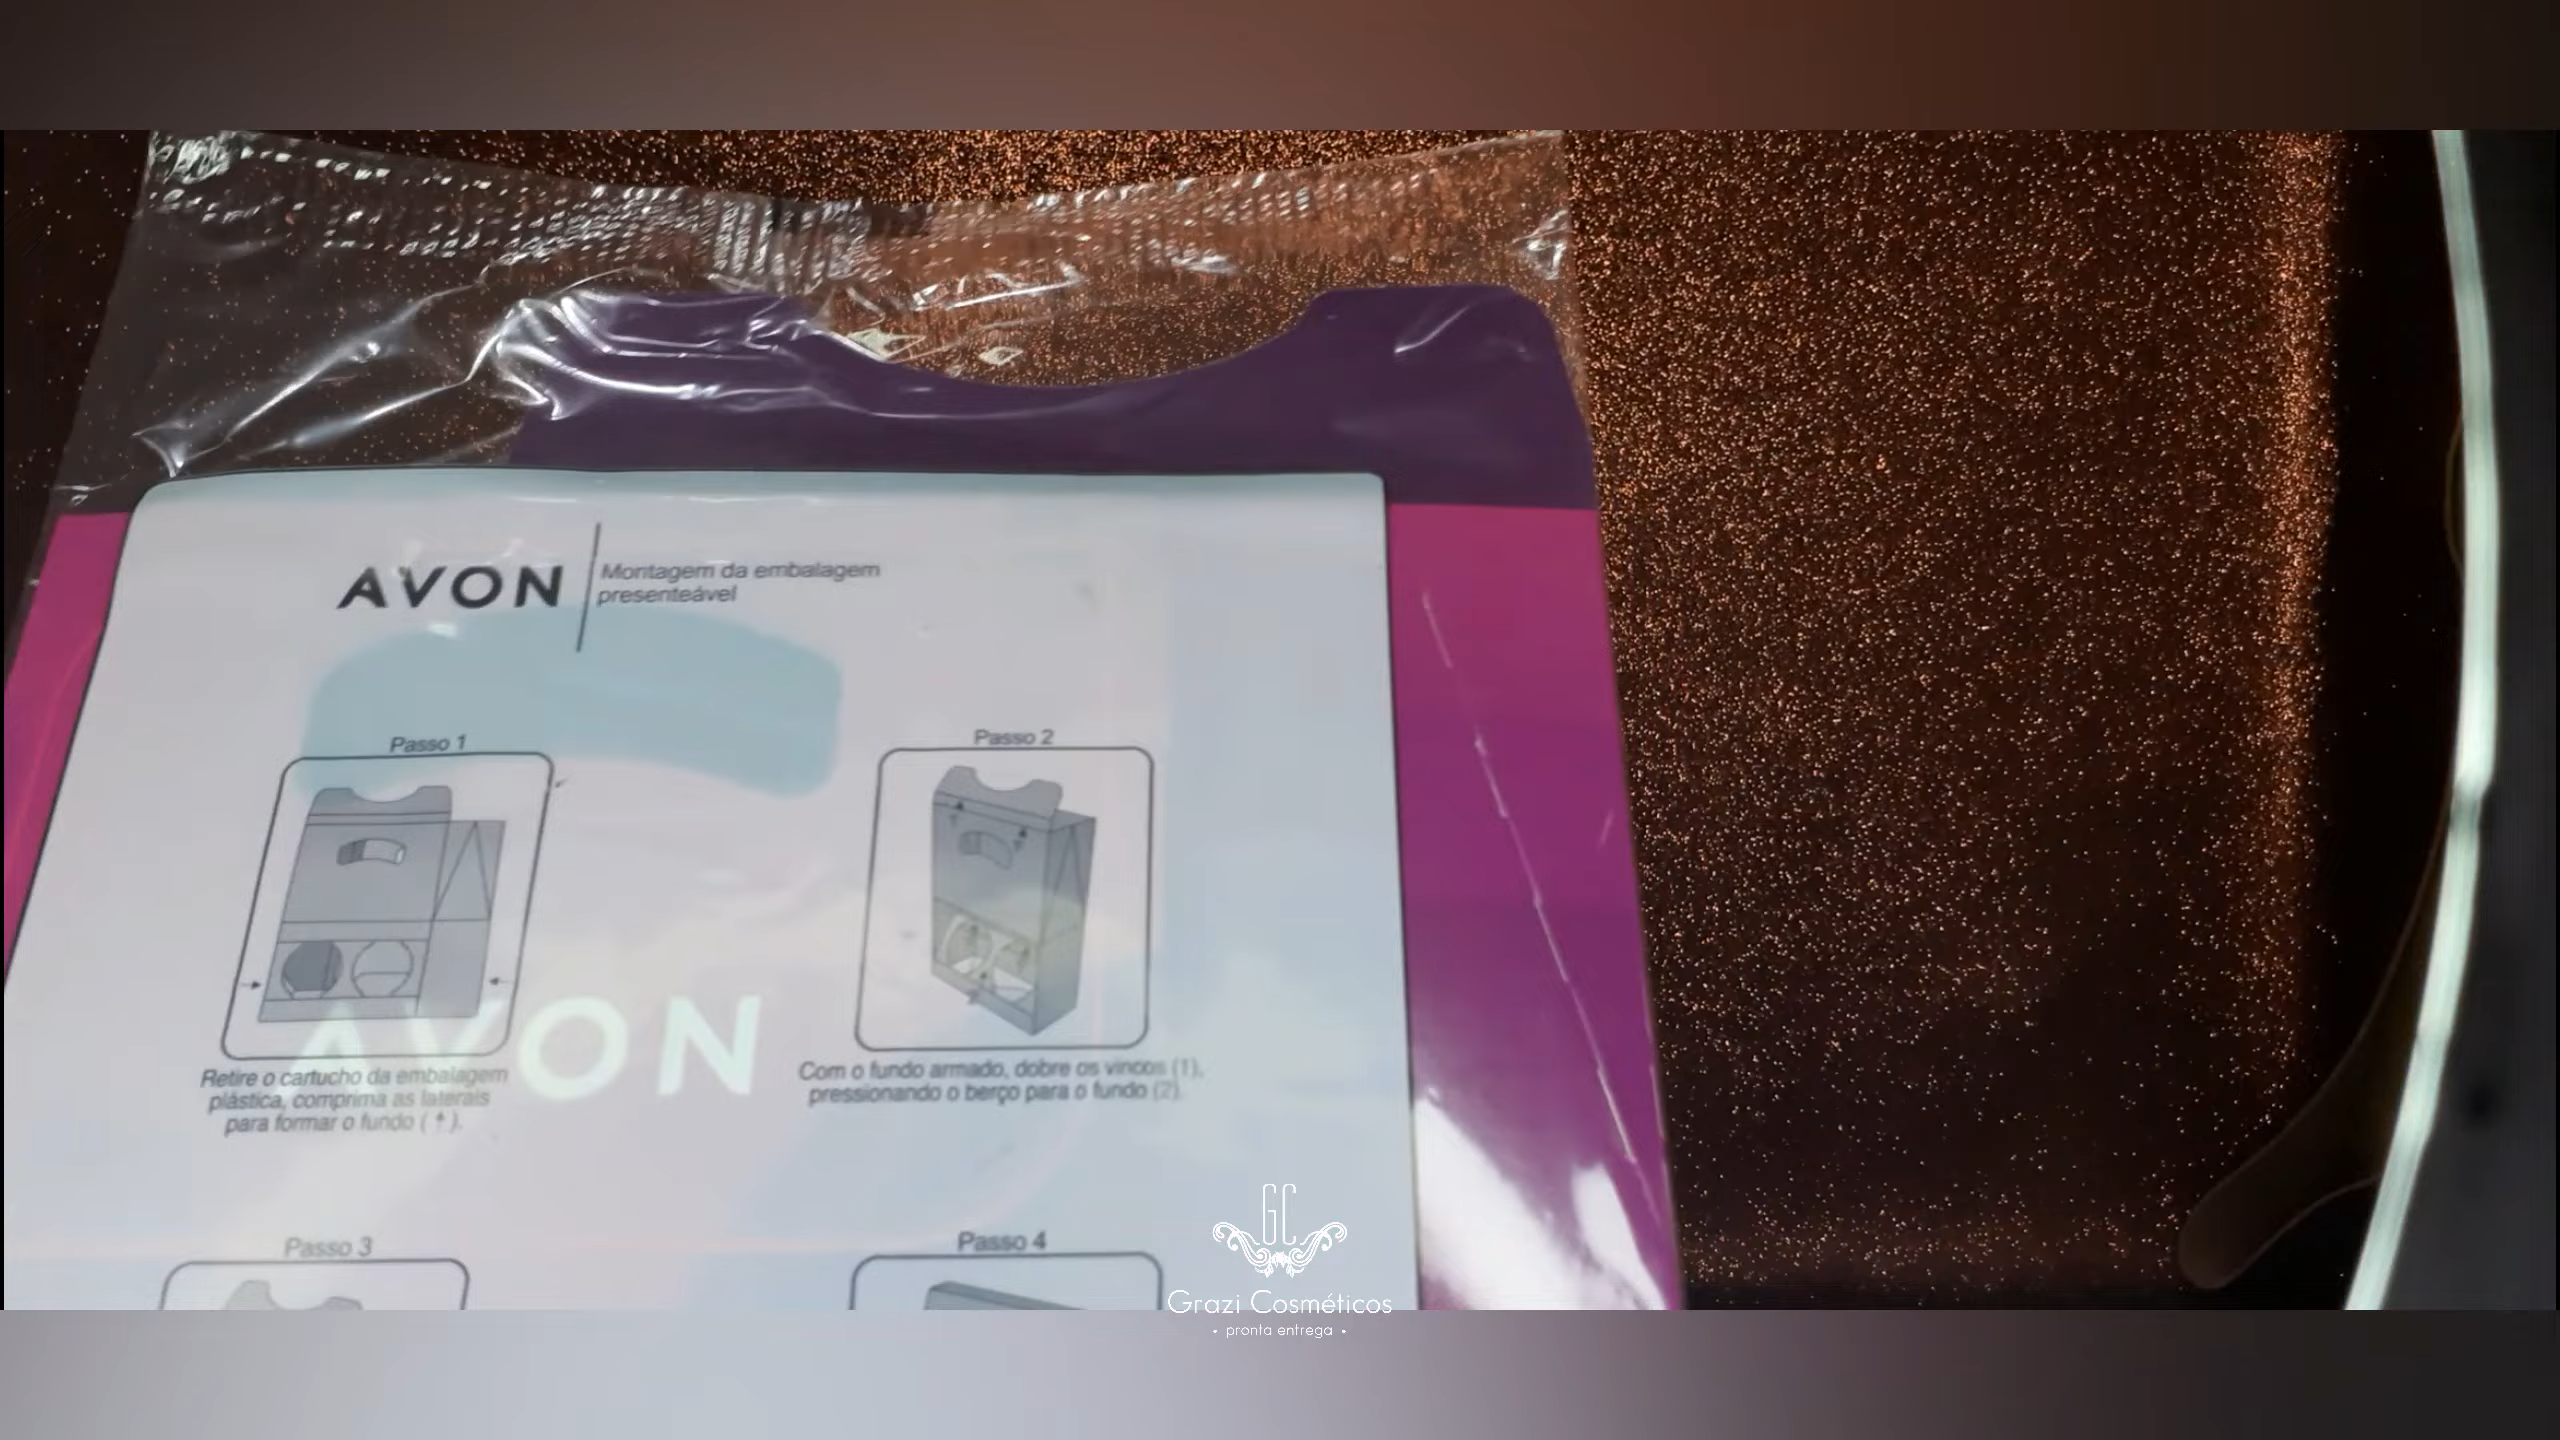 AVON
Montagem da embalagem
presenteável
Passo 1
Passo 2
Retire o cartucho da embalagem
plástica, comprima as laterais
para formar o fundo ( ↑ ).
Com o fundo armado, dobre os vincos (1),
pressionando o berço para o fundo (2).
AVON
Passo 3
Passo 4
GC
Grazi Cosméticos
• pronta entrega •